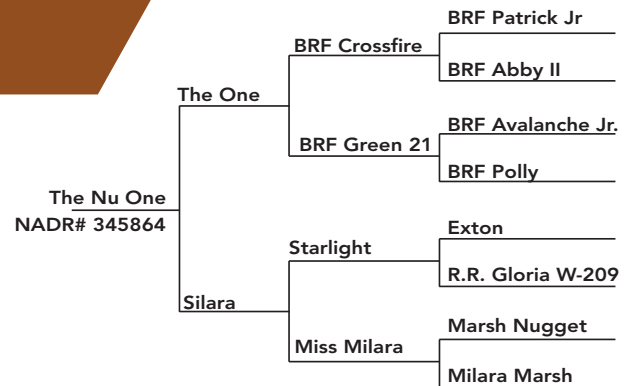 BRF Patrick Jr
BRF Crossfire
BRF Abby II
The One
BRF Avalanche Jr.
BRF Green 21
BRF Polly
The Nu One
NADR# 345864
Exton
Starlight
R.R. Gloria W-209
Silara
Marsh Nugget
Miss Milara
Milara Marsh